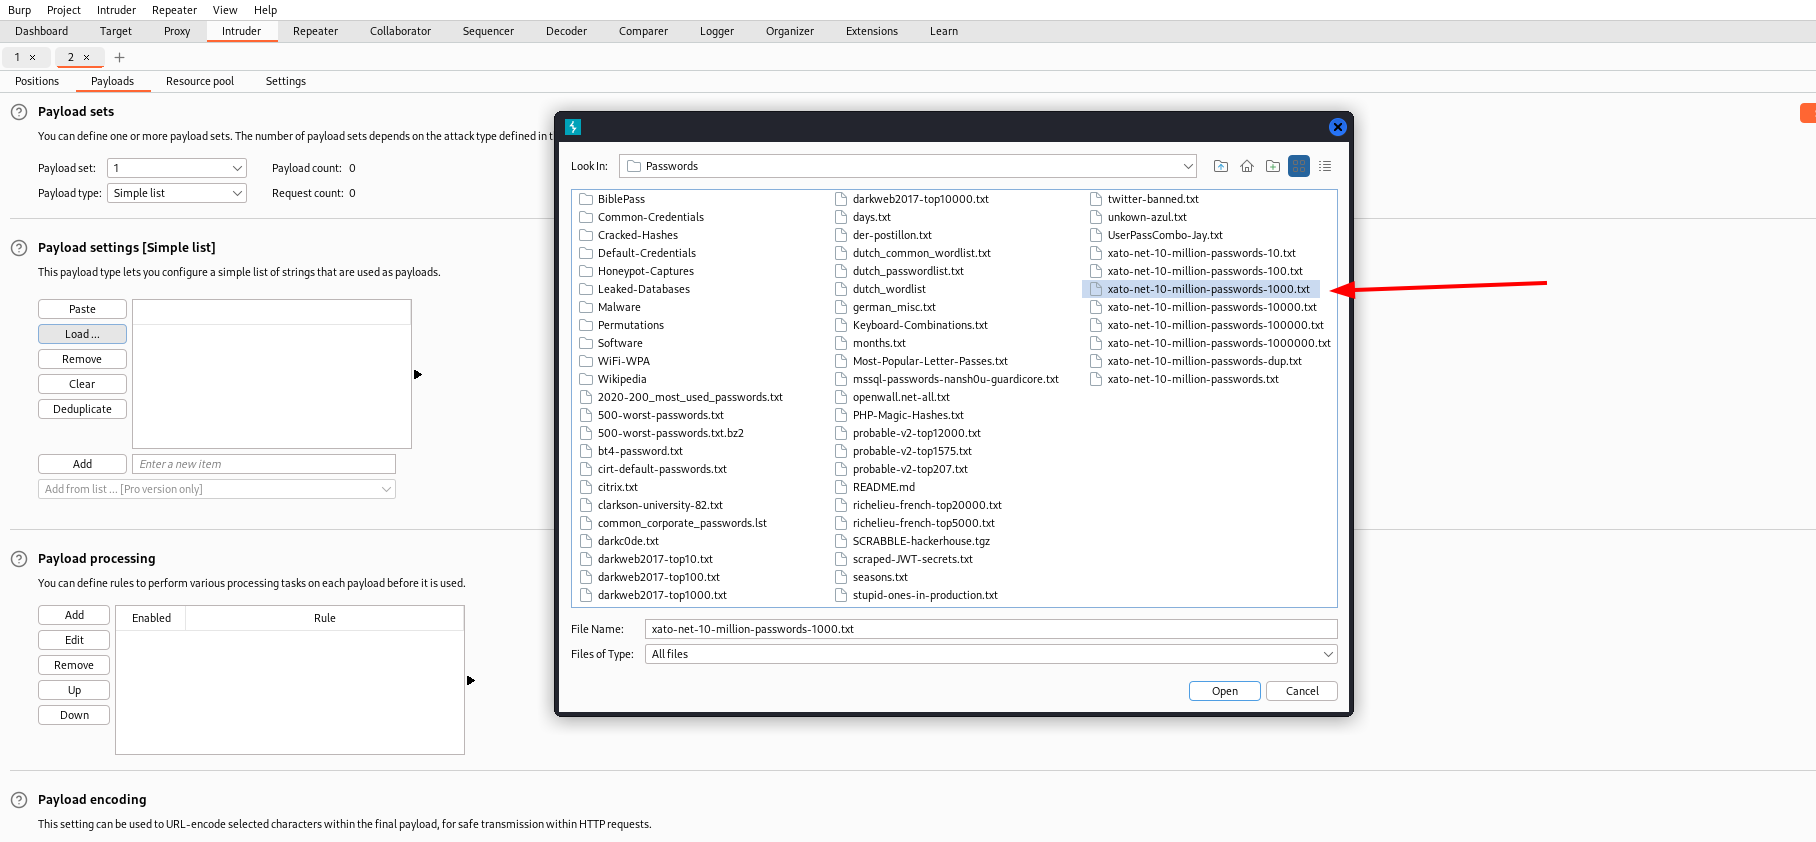 Burp Project Intruder Repeater View Help
Dashboard Target Proxy Intruder Repeater Collaborator Sequencer Decoder Comparer Logger Organizer Extensions Learn
1 × 2 × +
Positions Payloads Resource pool Settings
? Payload sets
You can define one or more payload sets. The number of payload sets depends on the attack type defined in t
Payload set: 1 Payload count: 0
Payload type: Simple list Request count: 0
? Payload settings [Simple list]
This payload type lets you configure a simple list of strings that are used as payloads.
Paste
Load ...
Remove
Clear
Deduplicate
Add Enter a new item
Add from list ... [Pro version only]
? Payload processing
You can define rules to perform various processing tasks on each payload before it is used.
Add
Edit
Remove
Up
Down
Enabled Rule
? Payload encoding
This setting can be used to URL-encode selected characters within the final payload, for safe transmission within HTTP requests.
Look In: Passwords
BiblePass
Common-Credentials
Cracked-Hashes
Default-Credentials
Honeypot-Captures
Leaked-Databases
Malware
Permutations
Software
WiFi-WPA
Wikipedia
2020-200_most_used_passwords.txt
500-worst-passwords.txt
500-worst-passwords.txt.bz2
bt4-password.txt
cirt-default-passwords.txt
citrix.txt
clarkson-university-82.txt
common_corporate_passwords.lst
darkc0de.txt
darkweb2017-top10.txt
darkweb2017-top100.txt
darkweb2017-top1000.txt
darkweb2017-top10000.txt
days.txt
der-postillon.txt
dutch_common_wordlist.txt
dutch_passwordlist.txt
dutch_wordlist
german_misc.txt
Keyboard-Combinations.txt
months.txt
Most-Popular-Letter-Passes.txt
mssql-passwords-nansh0u-guardicore.txt
openwall.net-all.txt
PHP-Magic-Hashes.txt
probable-v2-top12000.txt
probable-v2-top1575.txt
probable-v2-top207.txt
README.md
richelieu-french-top20000.txt
richelieu-french-top5000.txt
SCRABBLE-hackerhouse.tgz
scraped-JWT-secrets.txt
seasons.txt
stupid-ones-in-production.txt
twitter-banned.txt
unkown-azul.txt
UserPassCombo-Jay.txt
xato-net-10-million-passwords-10.txt
xato-net-10-million-passwords-100.txt
xato-net-10-million-passwords-1000.txt
xato-net-10-million-passwords-10000.txt
xato-net-10-million-passwords-100000.txt
xato-net-10-million-passwords-1000000.txt
xato-net-10-million-passwords-dup.txt
xato-net-10-million-passwords.txt
File Name: xato-net-10-million-passwords-1000.txt
Files of Type: All files
Open Cancel